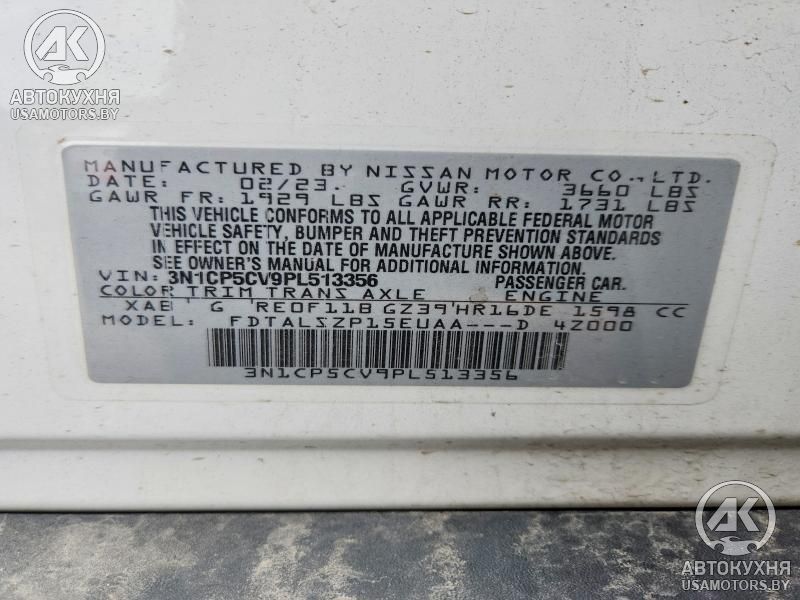 AK
АВТОКУХНЯ
USAMOTORS.BY
MANUFACTURED BY NISSAN MOTOR CO., LTD.
DATE: 02/23 GVWR: 3660 LBS
GAWR FR: 1929 LBS GAWR RR: 1731 LBS
THIS VEHICLE CONFORMS TO ALL APPLICABLE FEDERAL MOTOR
VEHICLE SAFETY, BUMPER AND THEFT PREVENTION STANDARDS
IN EFFECT ON THE DATE OF MANUFACTURE SHOWN ABOVE.
SEE OWNER'S MANUAL FOR ADDITIONAL INFORMATION
VIN: 3N1CP5CV9PL513356 PASSENGER CAR.
COLOR TRIM TRANS AXLE ENGINE
XAB G RE0F11B GZ39 HR16DE 1598 CC
MODEL: FDTALSZP15EUAA---D 4Z000
3N1CP5CV9PL513356
AK
АВТОКУХНЯ
USAMOTORS.BY